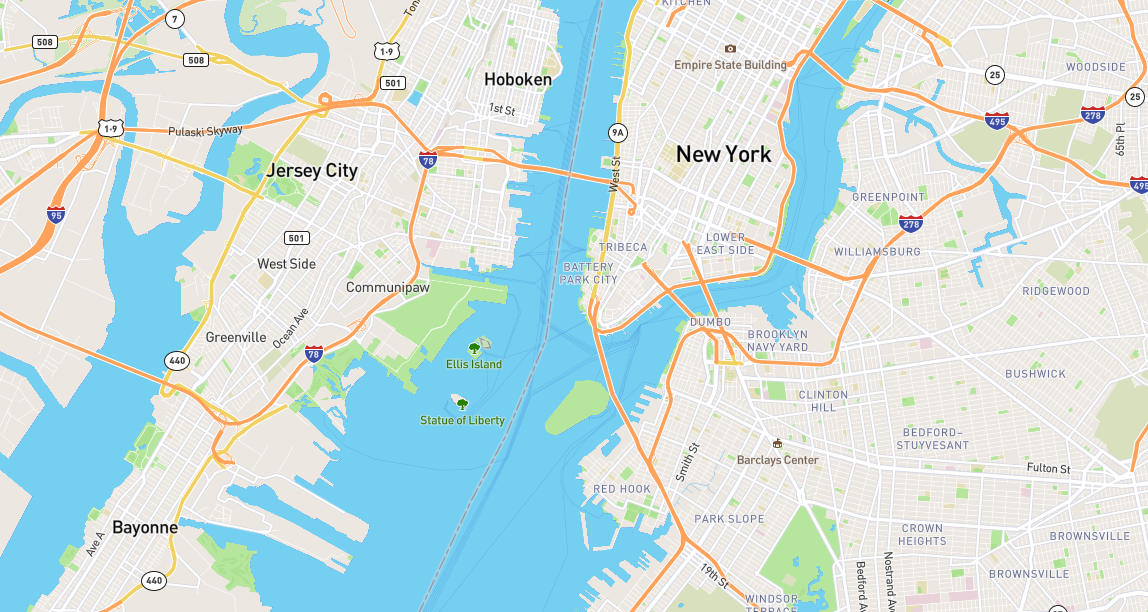 KITCHEN
7
Ton
508
1-9
508
Empire State Building
WOODSIDE
25
501
Hoboken
25
1st St
495
278
1-9
Pulaski Skyway
9A
65th Pl
New York
78
Jersey City
West St
495
GREENPOINT
95
278
501
TRIBECA
LOWER
EAST SIDE
WILLIAMSBURG
West Side
BATTERY
PARK CITY
Communipaw
RIDGEWOOD
Ocean Ave
DUMBO
Greenville
BROOKLYN
NAVY YARD
78
440
Ellis Island
BUSHWICK
CLINTON
HILL
Statue of Liberty
BEDFORD–
STUYVESANT
Smith St
Barclays Center
Fulton St
RED HOOK
PARK SLOPE
Bayonne
CROWN
HEIGHTS
BROWNSVILLE
Ave A
440
19th St
Bedford Av
Nostrand Av
BROWNSVILLE
WINDSOR
TERRACE